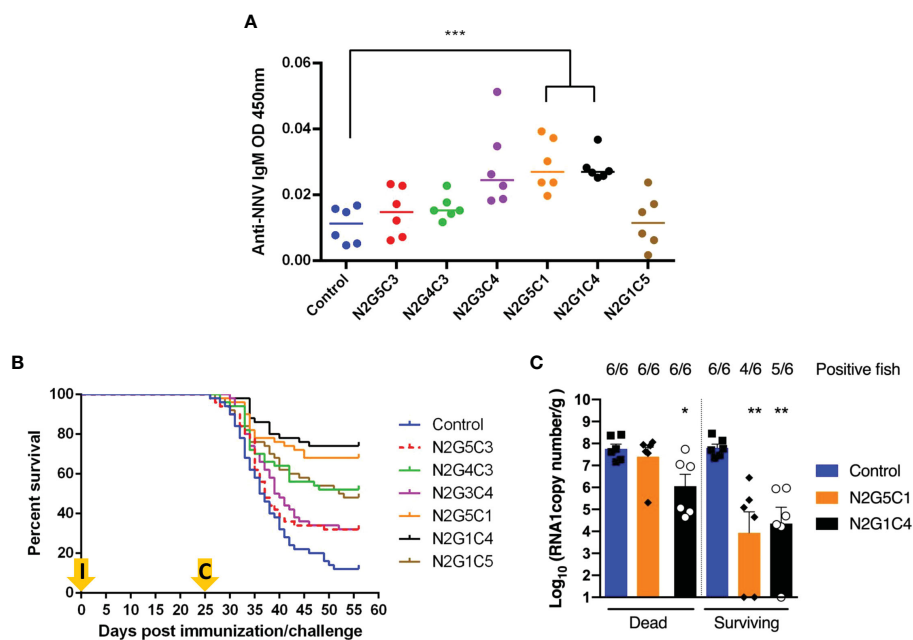 A
***
Anti-NNV IgM OD 450nm
0.06
0.04
0.02
0.00
Control
N2G5C3
N2G4C3
N2G3C4
N2G5C1
N2G1C4
N2G1C5
B
Percent survival
100
80
60
40
20
0
I
C
0 5 10 15 20 25 30 35 40 45 50 55 60
Days post immunization/challenge
Control
N2G5C3
N2G4C3
N2G3C4
N2G5C1
N2G1C4
N2G1C5
C
6/6 6/6 6/6 6/6 4/6 5/6 Positive fish
* ** **
Log10 (RNA1copy number/g )
10
9
8
7
6
5
4
3
2
1
Dead Surviving
Control
N2G5C1
N2G1C4